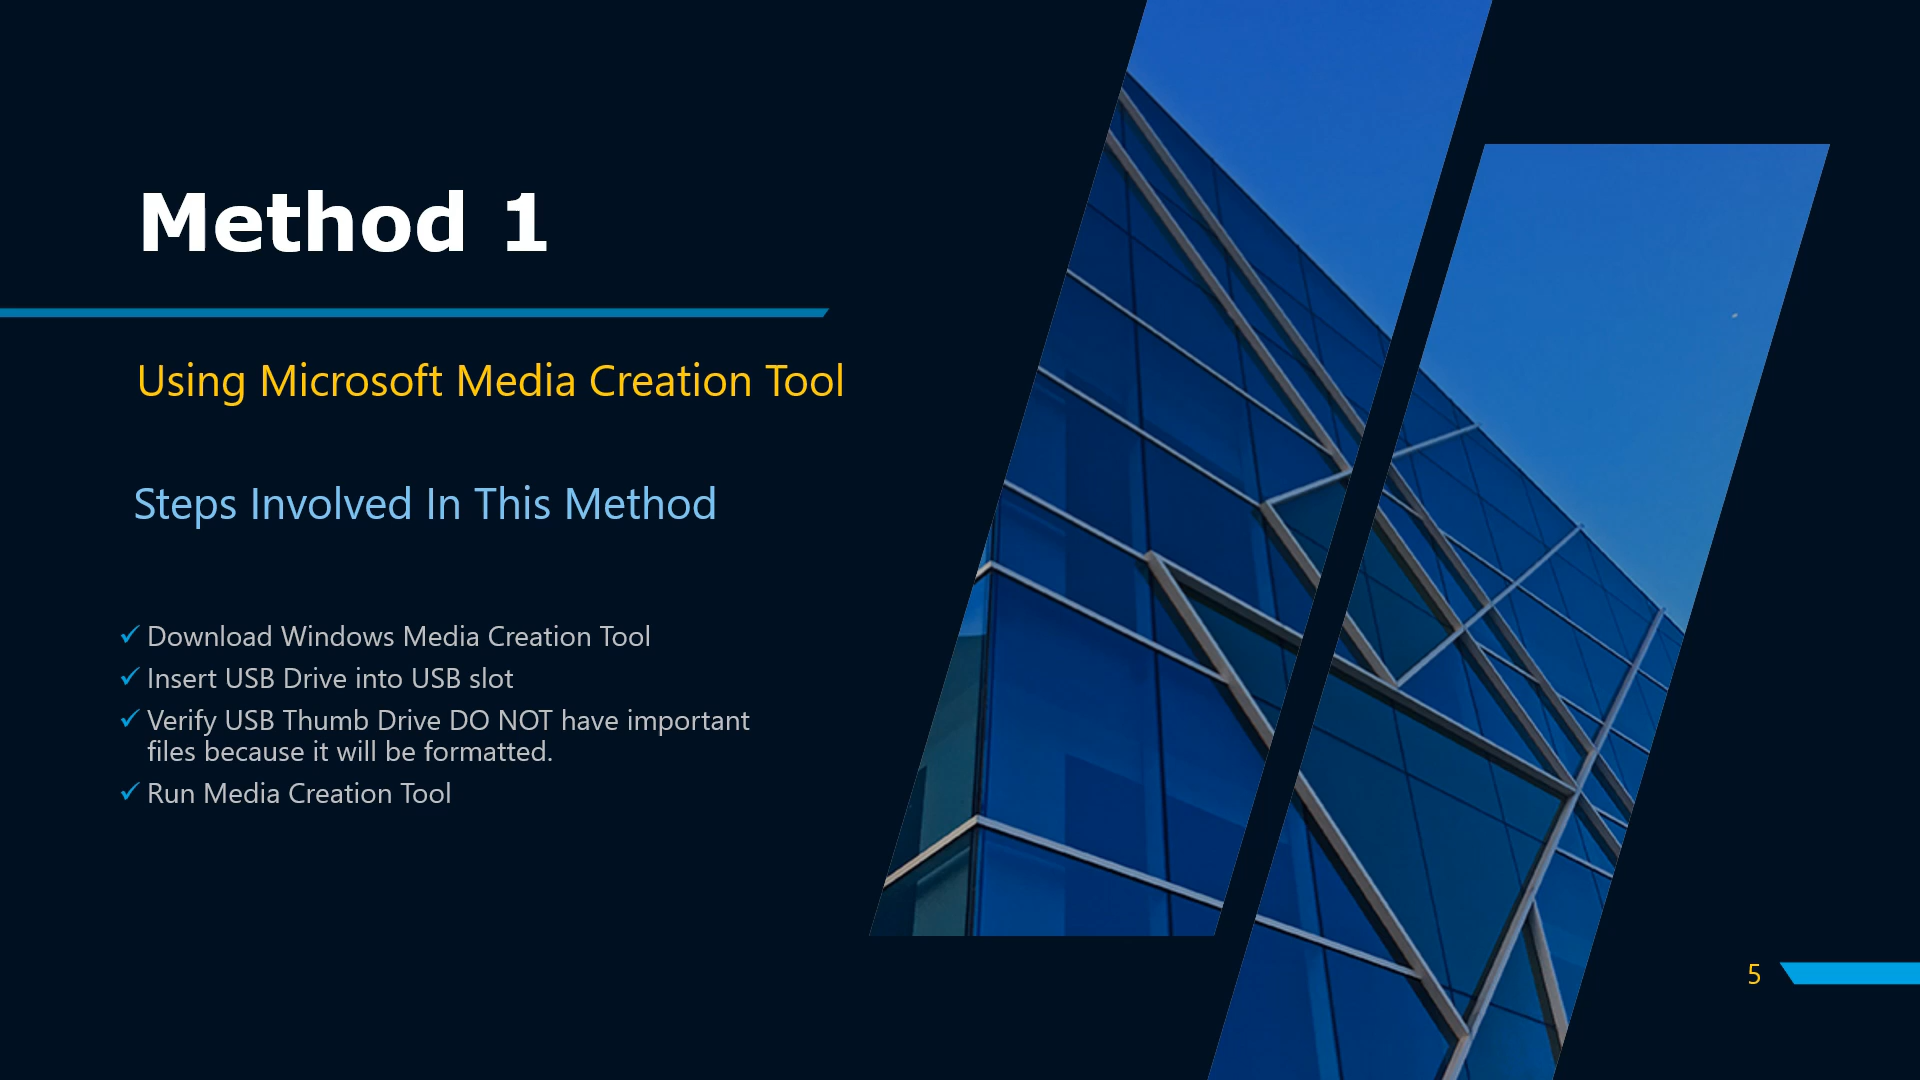 Method 1
Using Microsoft Media Creation Tool
Steps Involved In This Method
✓ Download Windows Media Creation Tool
✓ Insert USB Drive into USB slot
✓ Verify USB Thumb Drive DO NOT have important
files because it will be formatted.
✓ Run Media Creation Tool
5